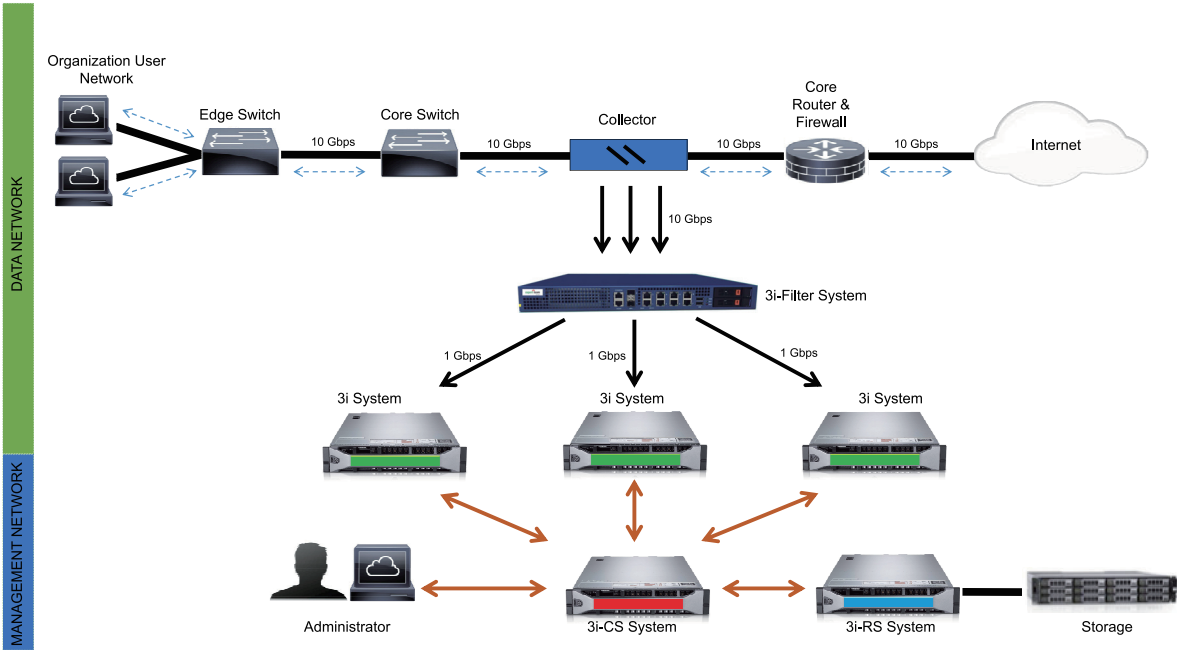 DATA NETWORK
MANAGEMENT NETWORK
Organization User
Network
Edge Switch
10 Gbps
Core Switch
10 Gbps
Collector
10 Gbps
Core
Router &
Firewall
10 Gbps
Internet
10 Gbps
3i-Filter System
1 Gbps
1 Gbps
1 Gbps
3i System
3i System
3i System
Administrator
3i-CS System
3i-RS System
Storage